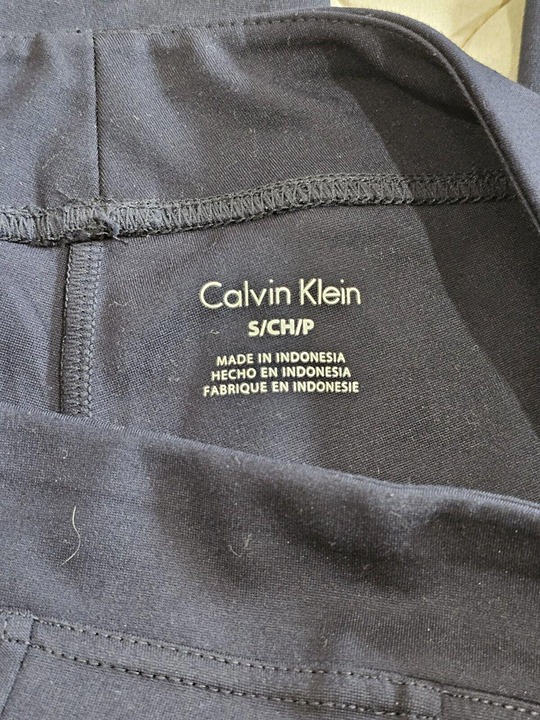 Calvin Klein
S/CH/P
MADE IN INDONESIA
HECHO EN INDONESIA
FABRIQUE EN INDONESIE